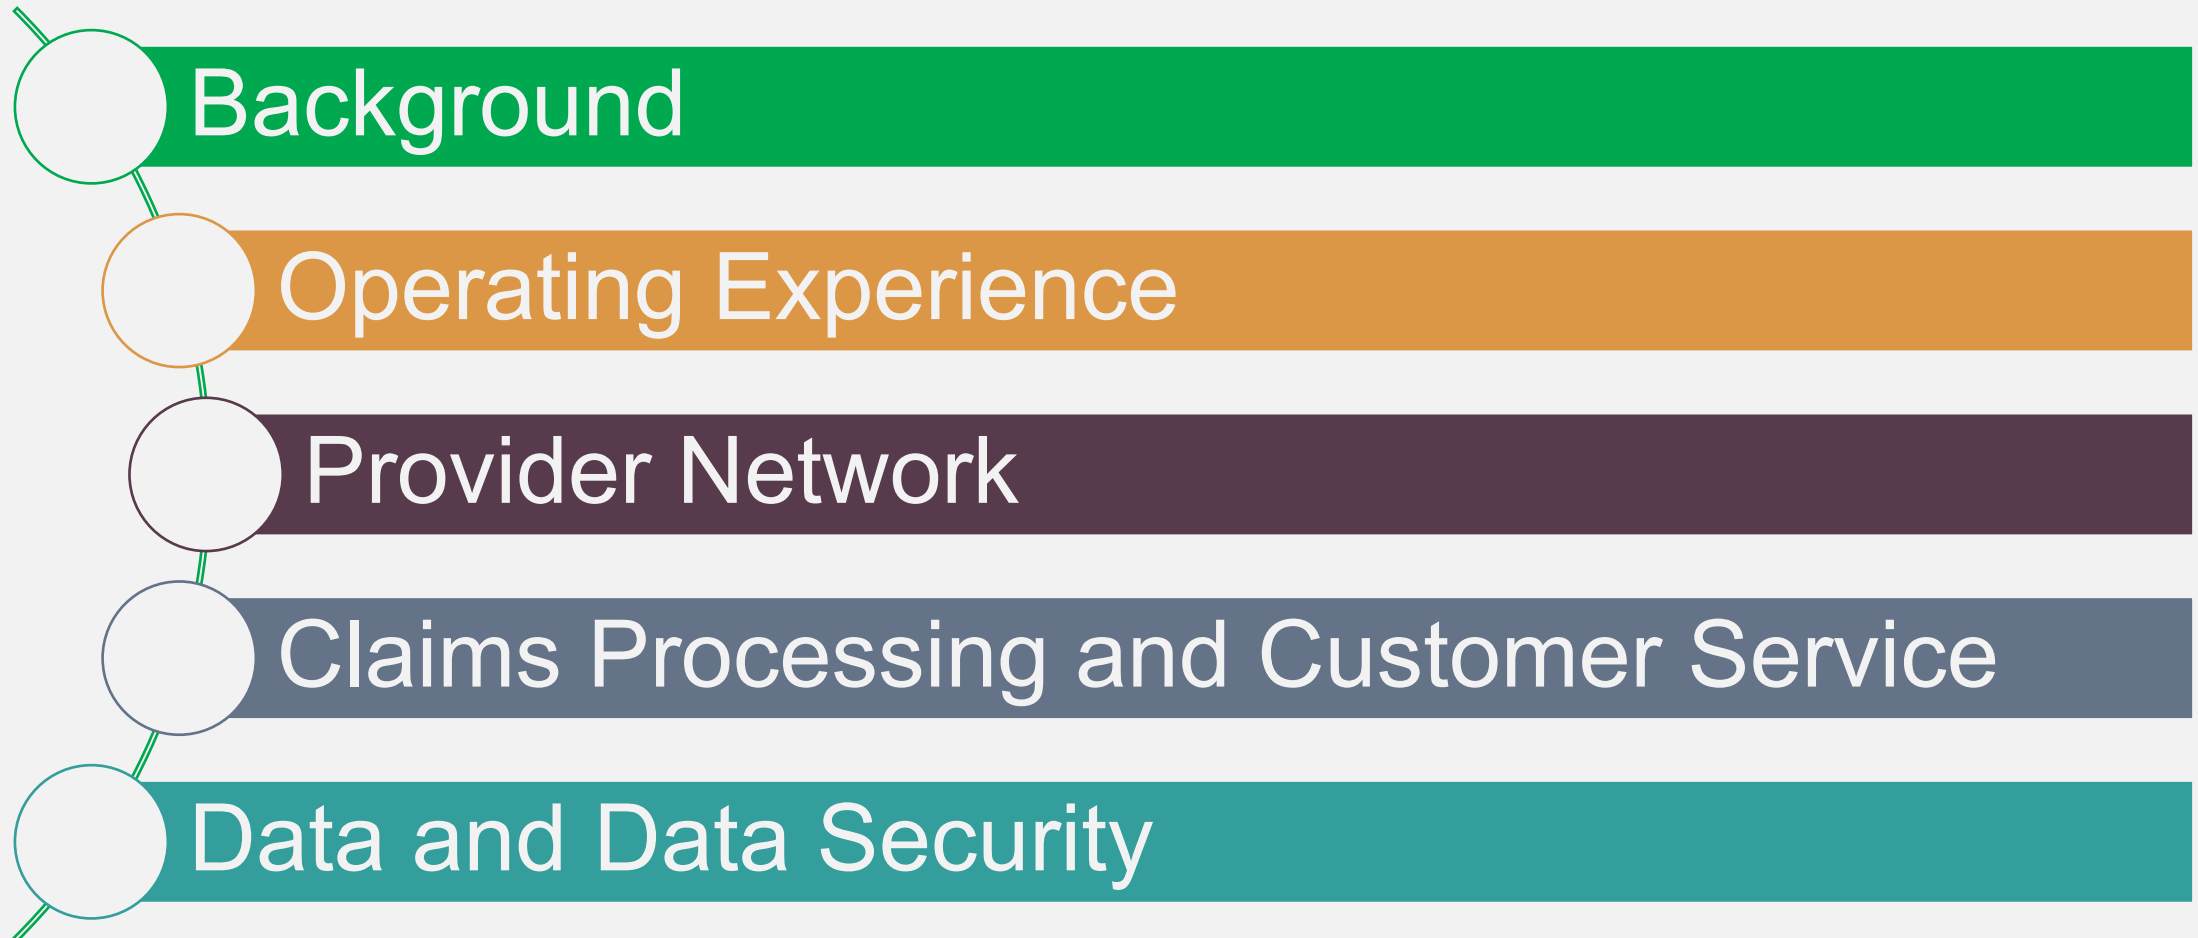 Background
Operating Experience
Provider Network
Claims Processing and Customer Service
Data and Data Security